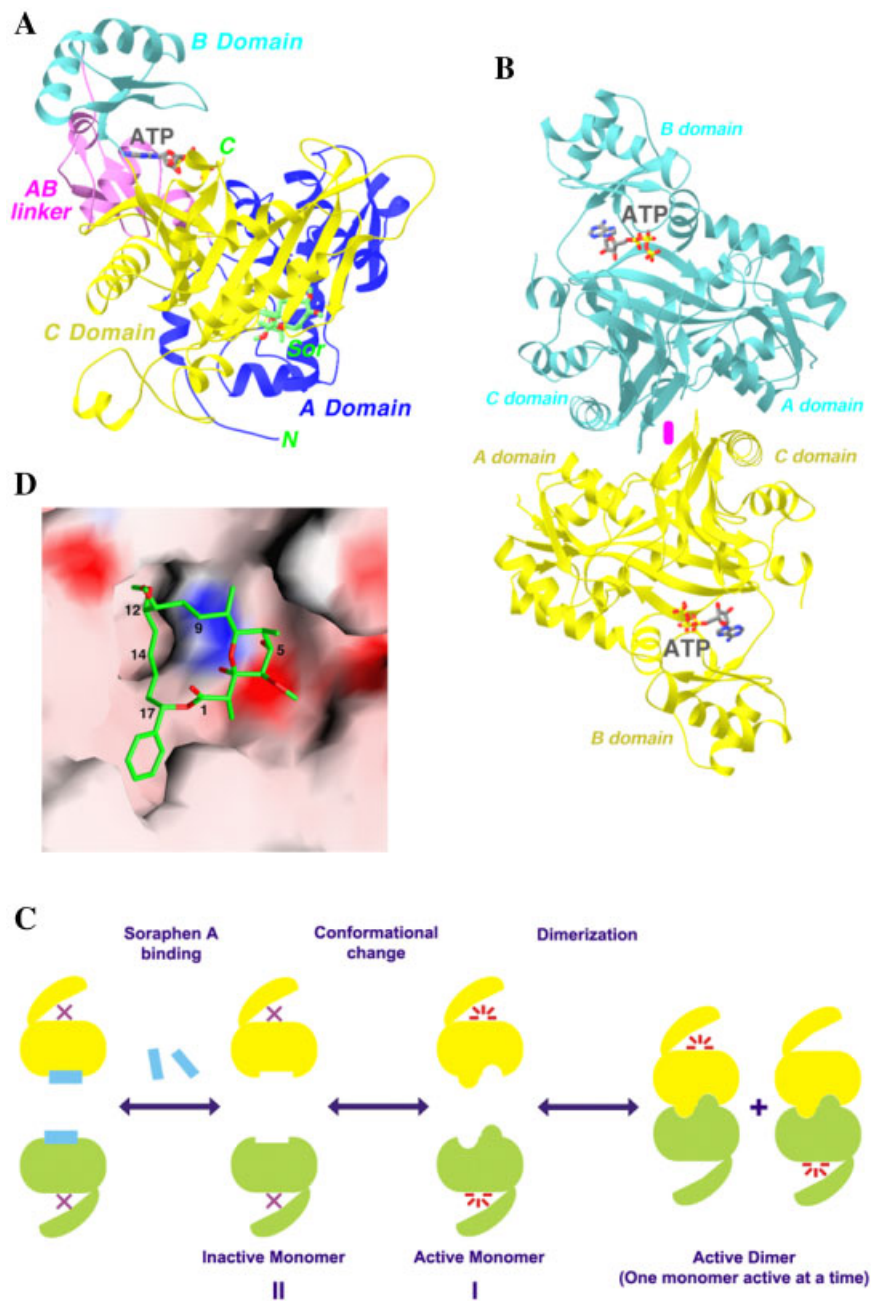 A
B Domain
ATP
C
AB
linker
C Domain
Sor
A Domain
N
B
B domain
ATP
C domain
A domain
A domain
C domain
ATP
B domain
D
12
9
14
5
17
1
C
Soraphen A
binding
Conformational
change
Dimerization
+
Inactive Monomer
II
Active Monomer
I
Active Dimer
(One monomer active at a time)